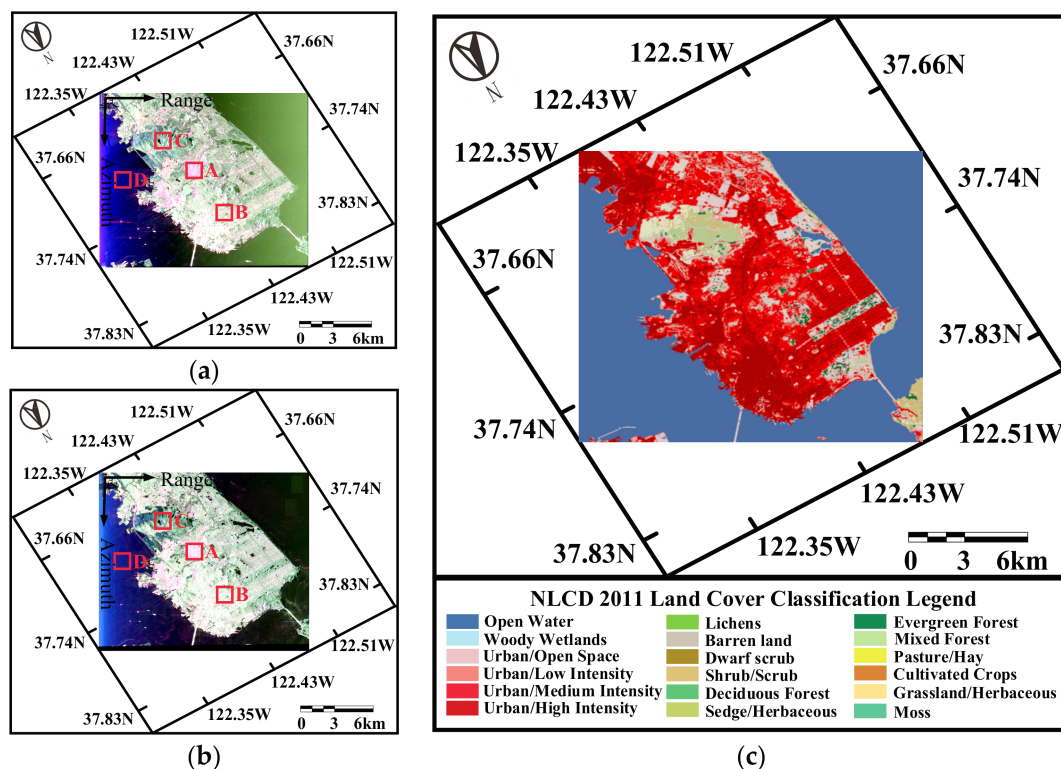 N
122.51W
122.43W
122.35W
37.66N
37.74N
37.83N
Range
Azimuth
A
B
C
D
37.66N
37.74N
37.83N
122.35W
122.43W
122.51W
0 3 6km
(a)
N
122.51W
122.43W
122.35W
37.66N
37.74N
37.83N
Range
Azimuth
A
B
C
D
37.66N
37.74N
37.83N
122.35W
122.43W
122.51W
0 3 6km
(b)
N
122.51W
122.43W
122.35W
37.66N
37.74N
37.83N
37.66N
37.74N
37.83N
122.35W
122.43W
122.51W
0 3 6km
NLCD 2011 Land Cover Classification Legend
Open Water
Woody Wetlands
Urban/Open Space
Urban/Low Intensity
Urban/Medium Intensity
Urban/High Intensity
Lichens
Barren land
Dwarf scrub
Shrub/Scrub
Deciduous Forest
Sedge/Herbaceous
Evergreen Forest
Mixed Forest
Pasture/Hay
Cultivated Crops
Grassland/Herbaceous
Moss
(c)